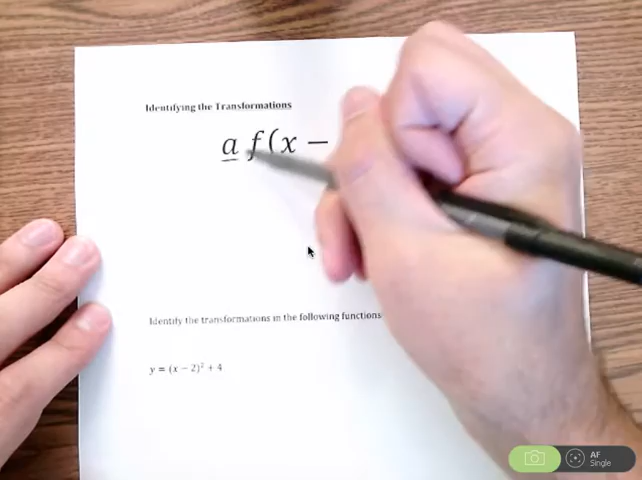 Identifying the Transformations
a f(x −
Identify the transformations in the following functions
y = (x − 2)² + 4
AF
Single